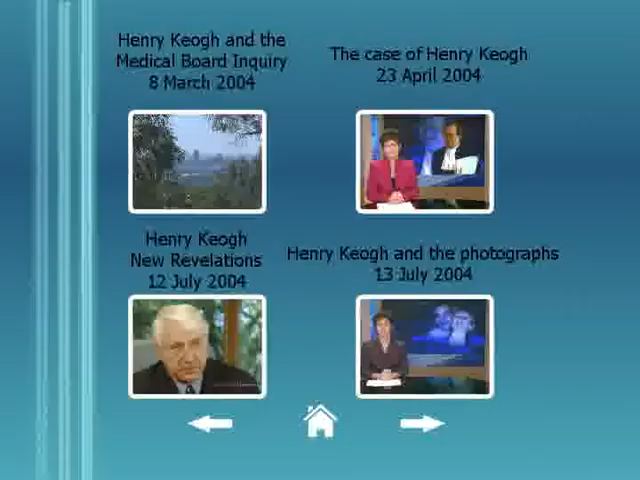 Henry Keogh and the
Medical Board Inquiry
8 March 2004
The case of Henry Keogh
23 April 2004
Henry Keogh
New Revelations
12 July 2004
Henry Keogh and the photographs
13 July 2004